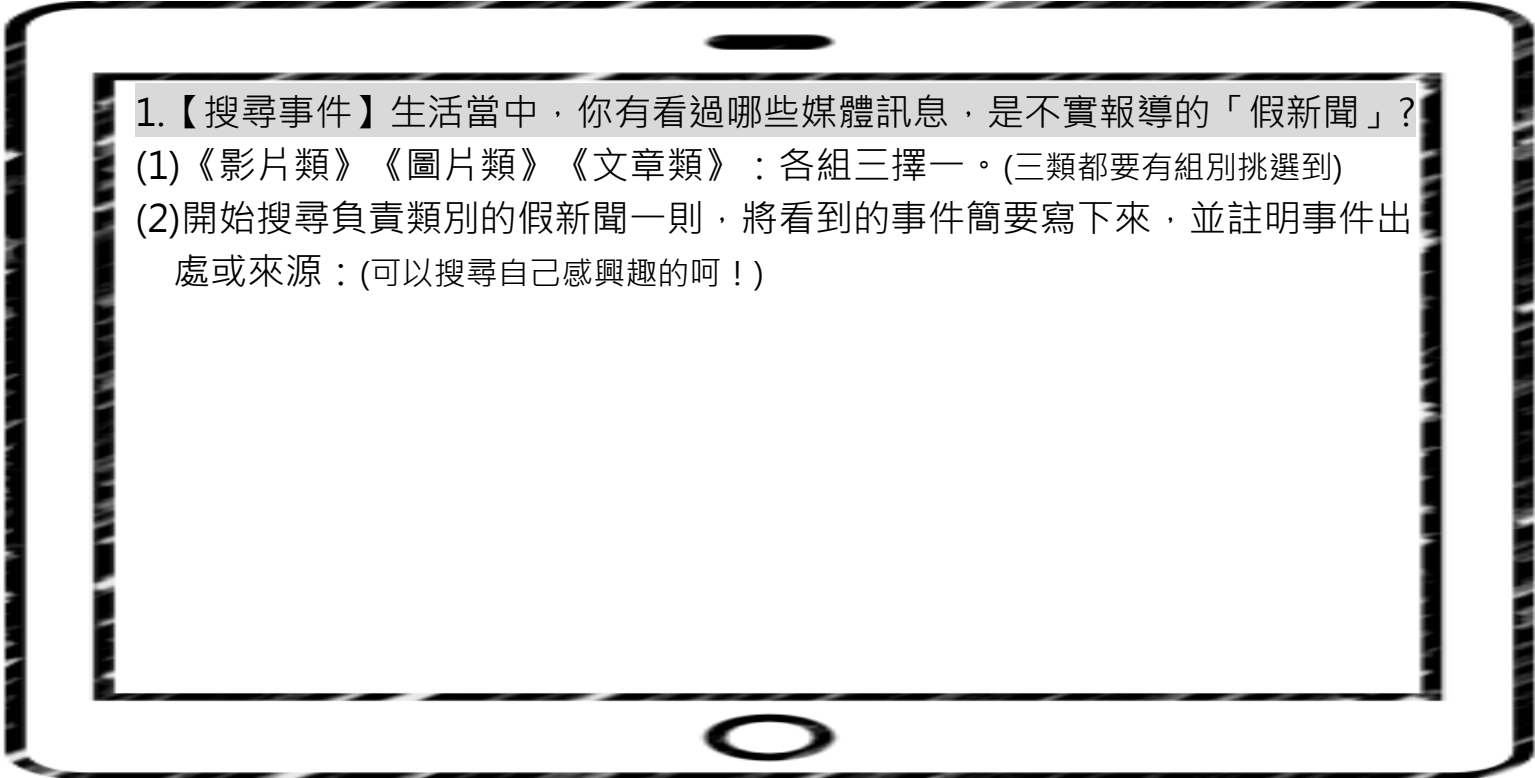 1.【搜尋事件】生活當中，你有看過哪些媒體訊息，是不實報導的「假新聞」?
(1)《影片類》《圖片類》《文章類》：各組三擇一。(三類都要有組別挑選到)
(2)開始搜尋負責類別的假新聞一則，將看到的事件簡要寫下來，並註明事件出
處或來源：(可以搜尋自己感興趣的呵！)